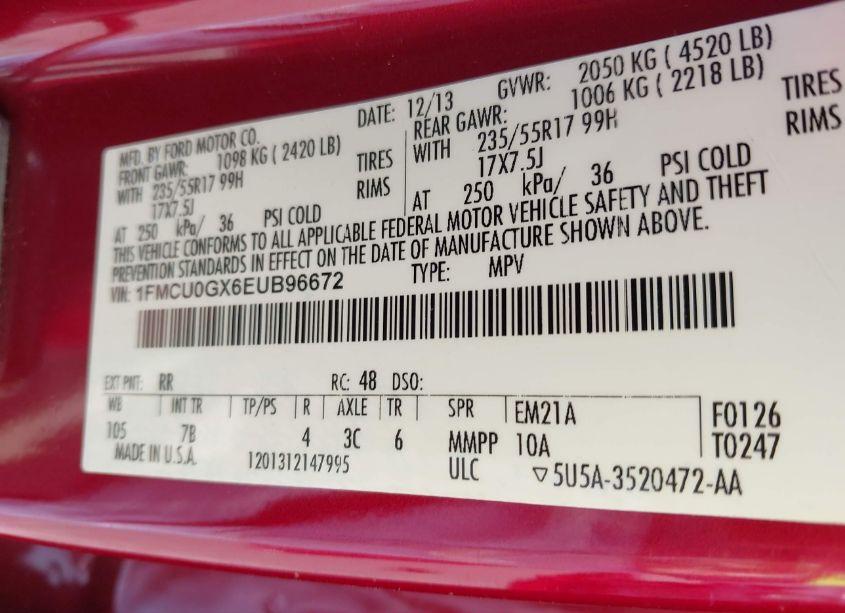 MFD. BY FORD MOTOR CO.
DATE: 12/13
GVWR: 2050 KG ( 4520 LB)
FRONT GAWR: 1098 KG ( 2420 LB)
REAR GAWR: 1006 KG ( 2218 LB)
WITH 235/55R17 99H TIRES
WITH 235/55R17 99H TIRES
17X7.5J RIMS
17X7.5J RIMS
AT 250 kPa/ 36 PSI COLD
AT 250 kPa/ 36 PSI COLD
THIS VEHICLE CONFORMS TO ALL APPLICABLE FEDERAL MOTOR VEHICLE SAFETY AND THEFT
PREVENTION STANDARDS IN EFFECT ON THE DATE OF MANUFACTURE SHOWN ABOVE.
VIN: 1FMCU0GX6EUB96672
TYPE: MPV
EXT PNT: RR RC: 48 DSO:
WB INT TR TP/PS R AXLE TR SPR EM21A F0126
105 7B 4 3C 6 MMPP 10A T0247
MADE IN U.S.A. 1201312147995 ULC ▽5U5A-3520472-AA